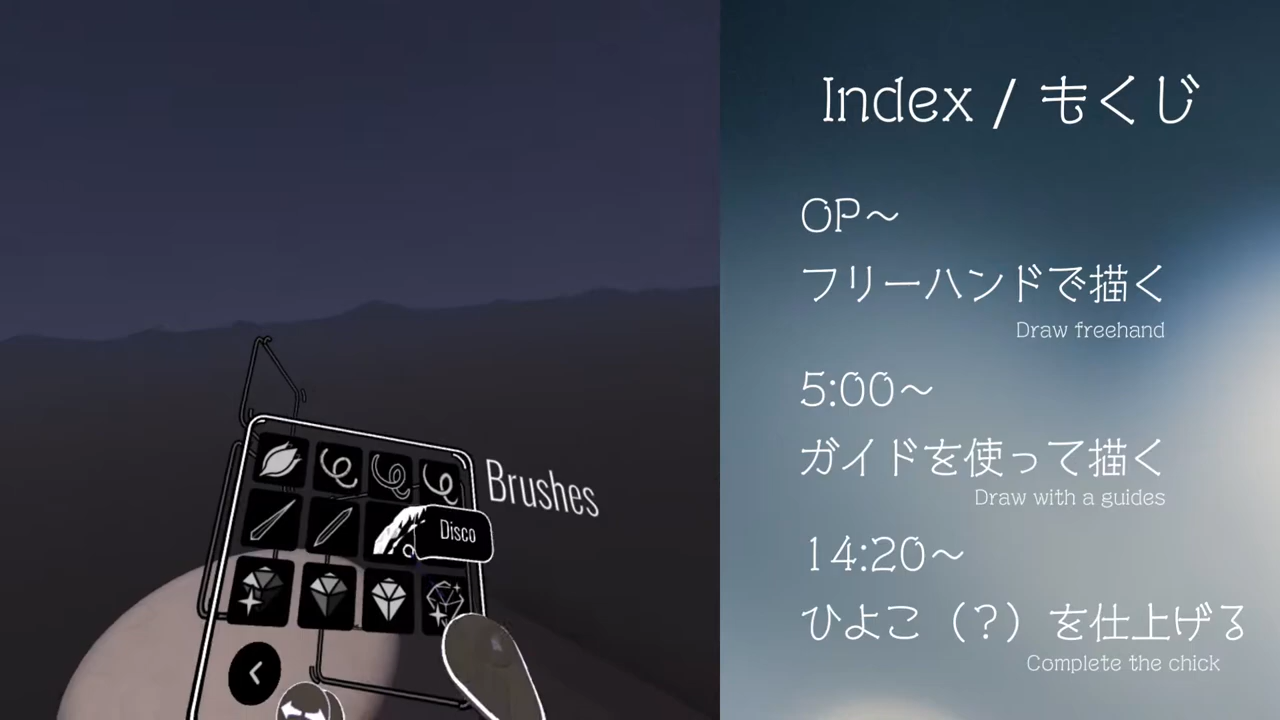 Brushes
Disco
Index / もくじ
OP～
フリーハンドで描く
Draw freehand
5:00～
ガイドを使って描く
Draw with a guides
14:20～
ひよこ（？）を仕上げる
Complete the chick